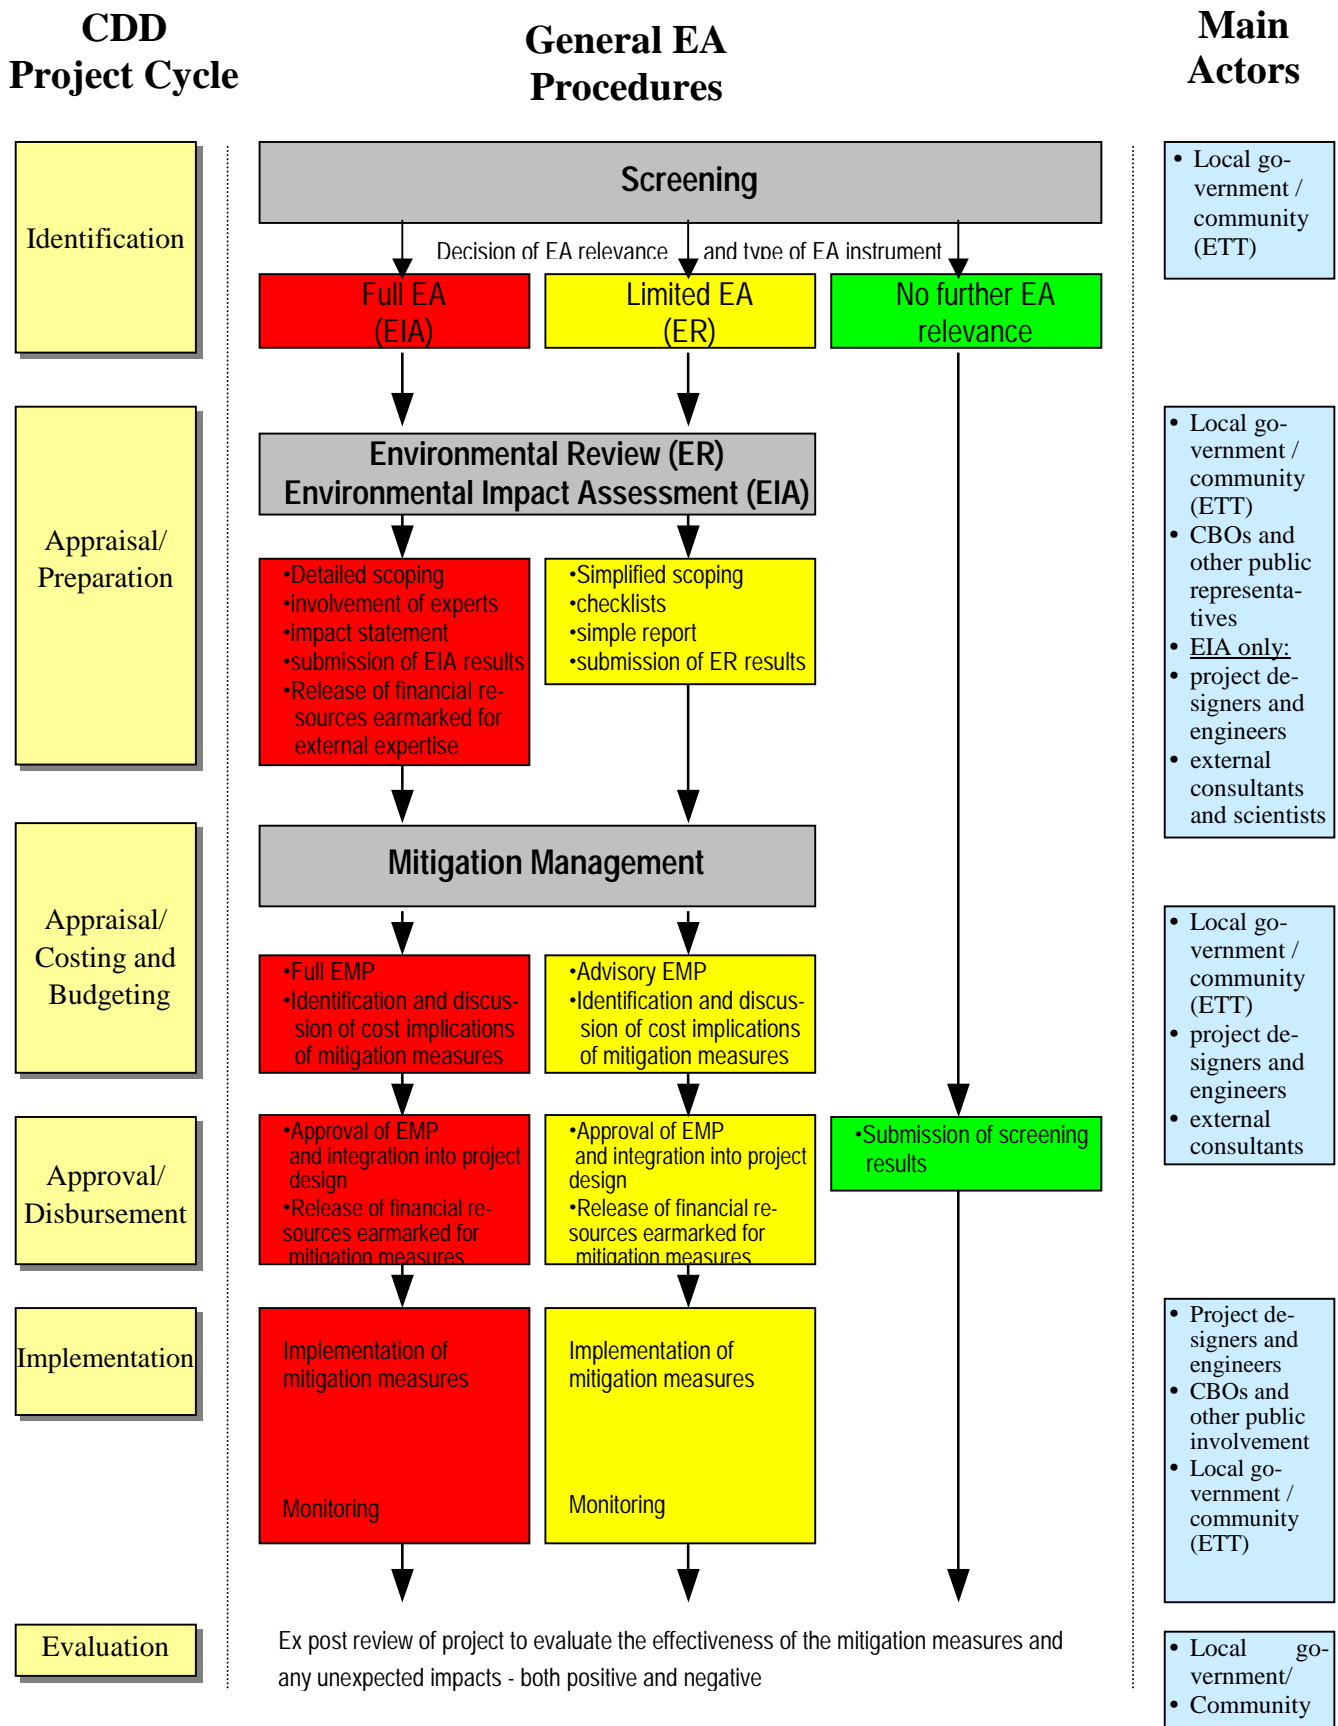 CDD
Project Cycle
General EA
Procedures
Main
Actors
Identification
Screening
Decision of EA relevance and type of EA instrument
Full EA
(EIA)
Limited EA
(ER)
No further EA
relevance
• Local go-
vernment /
community
(ETT)
Appraisal/
Preparation
Environmental Review (ER)
Environmental Impact Assessment (EIA)
•Detailed scoping
•involvement of experts
•impact statement
•submission of EIA results
•Release of financial re-
sources earmarked for
external expertise
•Simplified scoping
•checklists
•simple report
•submission of ER results
• Local go-
vernment /
community
(ETT)
• CBOs and
other public
representa-
tives
• EIA only:
• project de-
signers and
engineers
• external
consultants
and scientists
Appraisal/
Costing and
Budgeting
Mitigation Management
•Full EMP
•Identification and discus-
sion of cost implications
of mitigation measures
•Advisory EMP
•Identification and discus-
sion of cost implications
of mitigation measures
• Local go-
vernment /
community
(ETT)
• project de-
signers and
engineers
• external
consultants
Approval/
Disbursement
•Approval of EMP
and integration into project
design
•Release of financial re-
sources earmarked for
mitigation measures
•Approval of EMP
and integration into project
design
•Release of financial re-
sources earmarked for
mitigation measures
•Submission of screening
results
Implementation
Implementation of
mitigation measures
Monitoring
Implementation of
mitigation measures
Monitoring
• Project de-
signers and
engineers
• CBOs and
other public
involvement
• Local go-
vernment /
community
(ETT)
Evaluation
Ex post review of project to evaluate the effectiveness of the mitigation measures and
any unexpected impacts - both positive and negative
• Local go-
vernment/
• Community